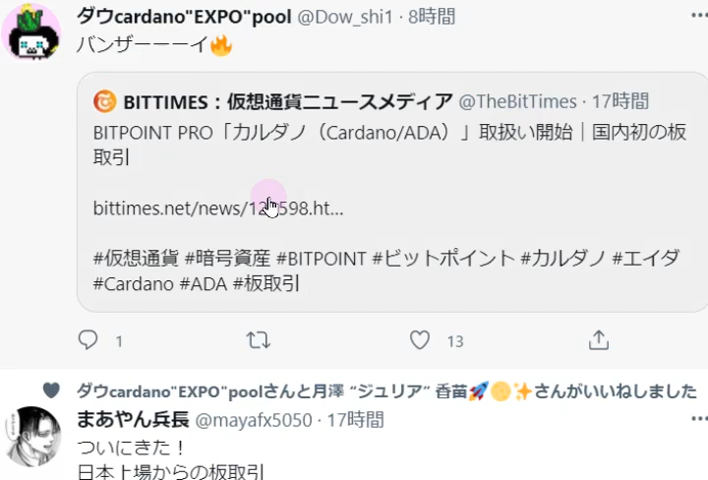 ダウcardano"EXPO"pool @Dow_shi1・8時間
バンザーーーイ🔥
BITTIMES：仮想通貨ニュースメディア @TheBitTimes・17時間
BITPOINT PRO「カルダノ（Cardano/ADA）」取扱い開始｜国内初の板
取引
bittimes.net/news/12 598.ht...
#仮想通貨 #暗号資産 #BITPOINT #ビットポイント #カルダノ #エイダ
#Cardano #ADA #板取引
1 13
ダウcardano"EXPO"poolさんと月澤 “ジュリア” 香苗🚀🌕✨さんがいいねしました
まあやん兵長 @mayafx5050・17時間
ついにきた！
日本上場からの板取引